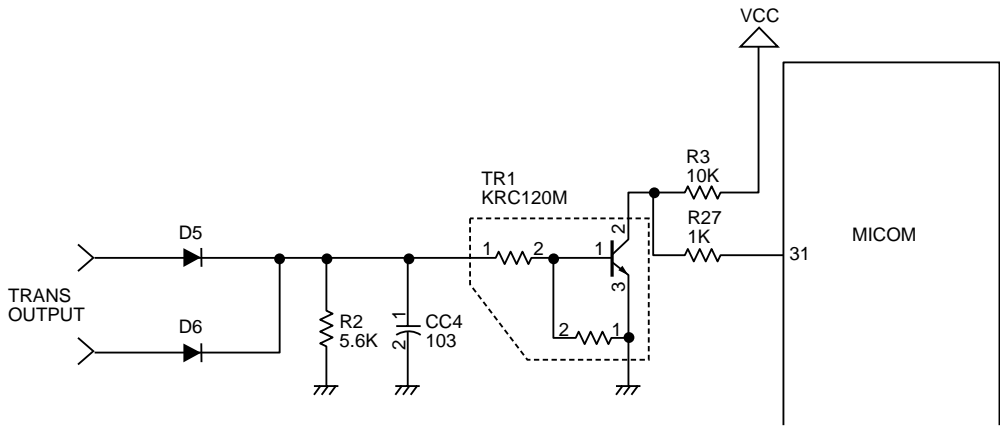 VCC
R3
10K
TR1
KRC120M
R27
1K
2
D5
1
2
1
31
MICOM
3
TRANS
OUTPUT
D6
R2
5.6K
1
2
CC4
103
2
1